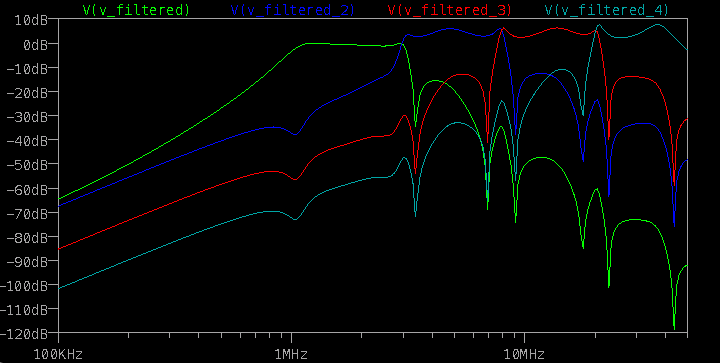 V(v_filtered) V(v_filtered_2) V(v_filtered_3) V(v_filtered_4)
10dB
0dB
-10dB
-20dB
-30dB
-40dB
-50dB
-60dB
-70dB
-80dB
-90dB
-100dB
-110dB
-120dB
100KHz 1MHz 10MHz